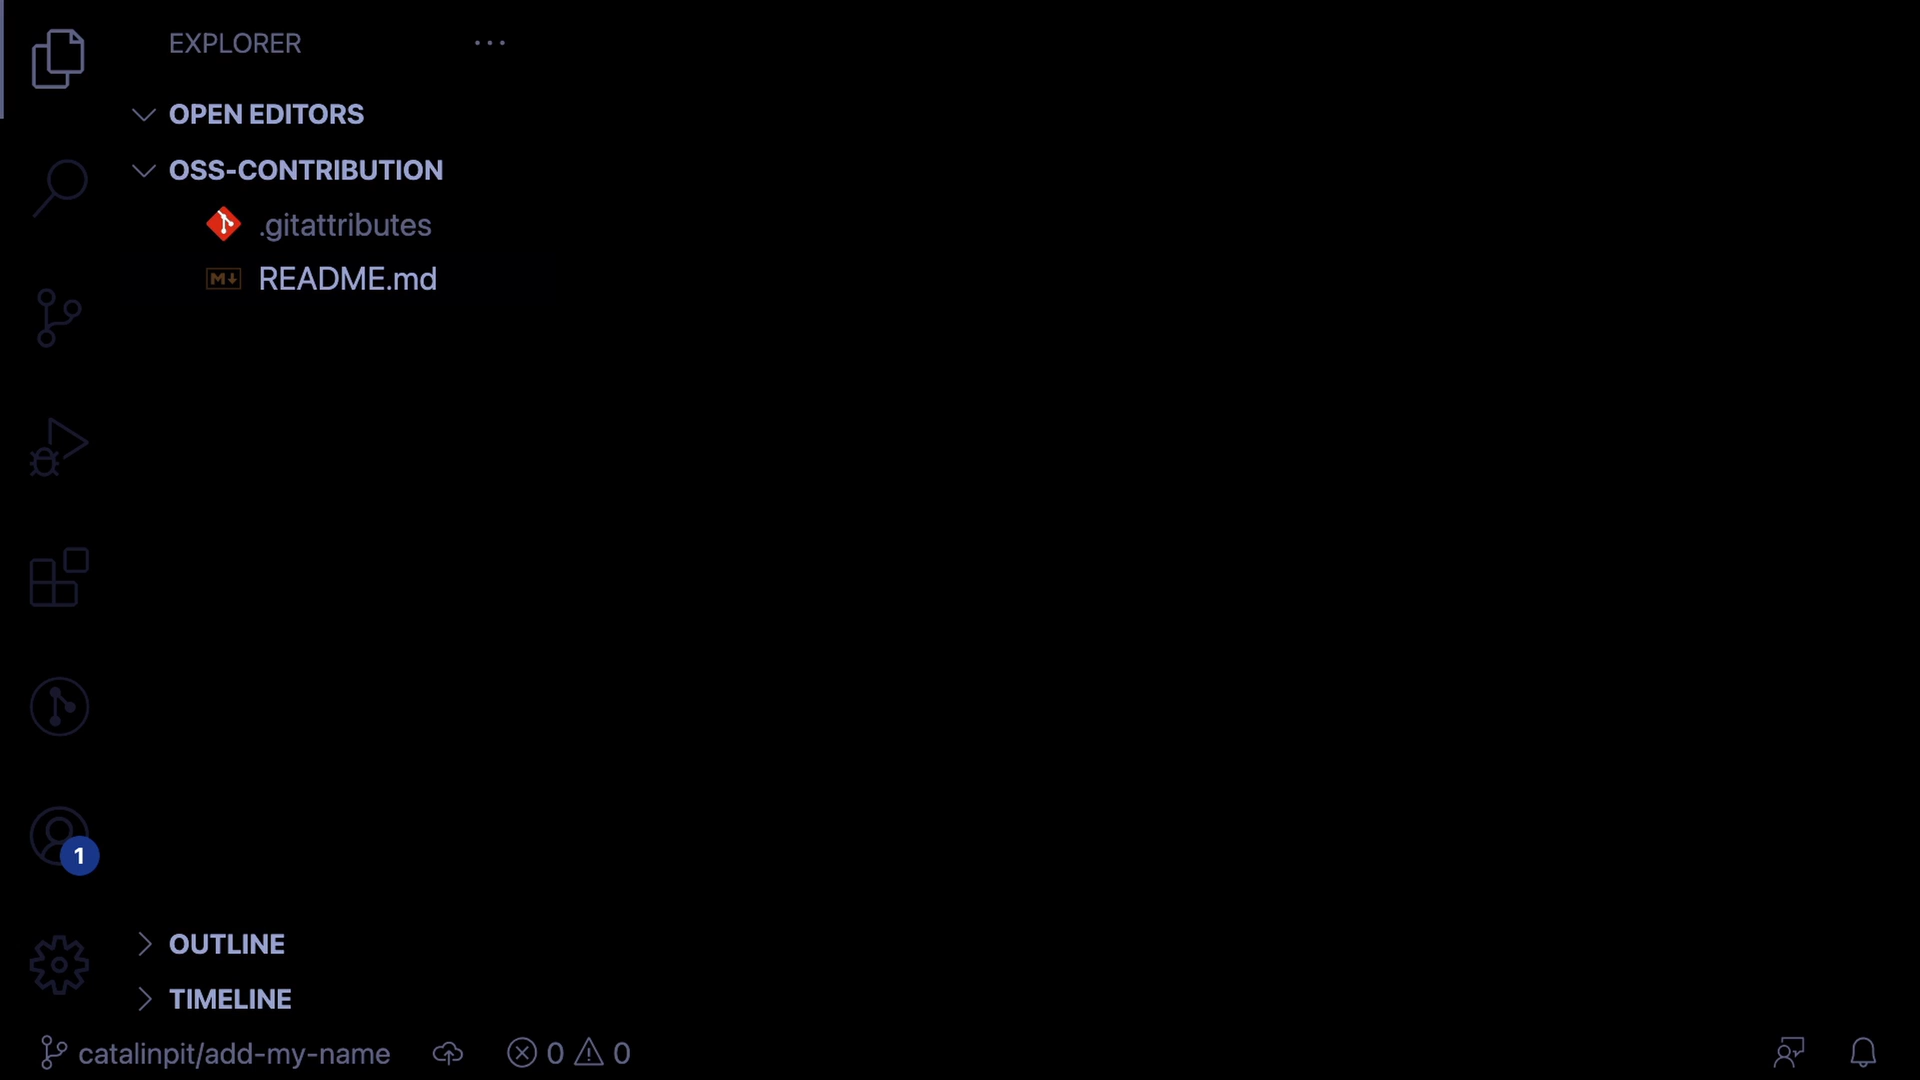 EXPLORER
OPEN EDITORS
OSS-CONTRIBUTION
.gitattributes
M README.md
1
OUTLINE
TIMELINE
catalinpit/add-my-name 0 0